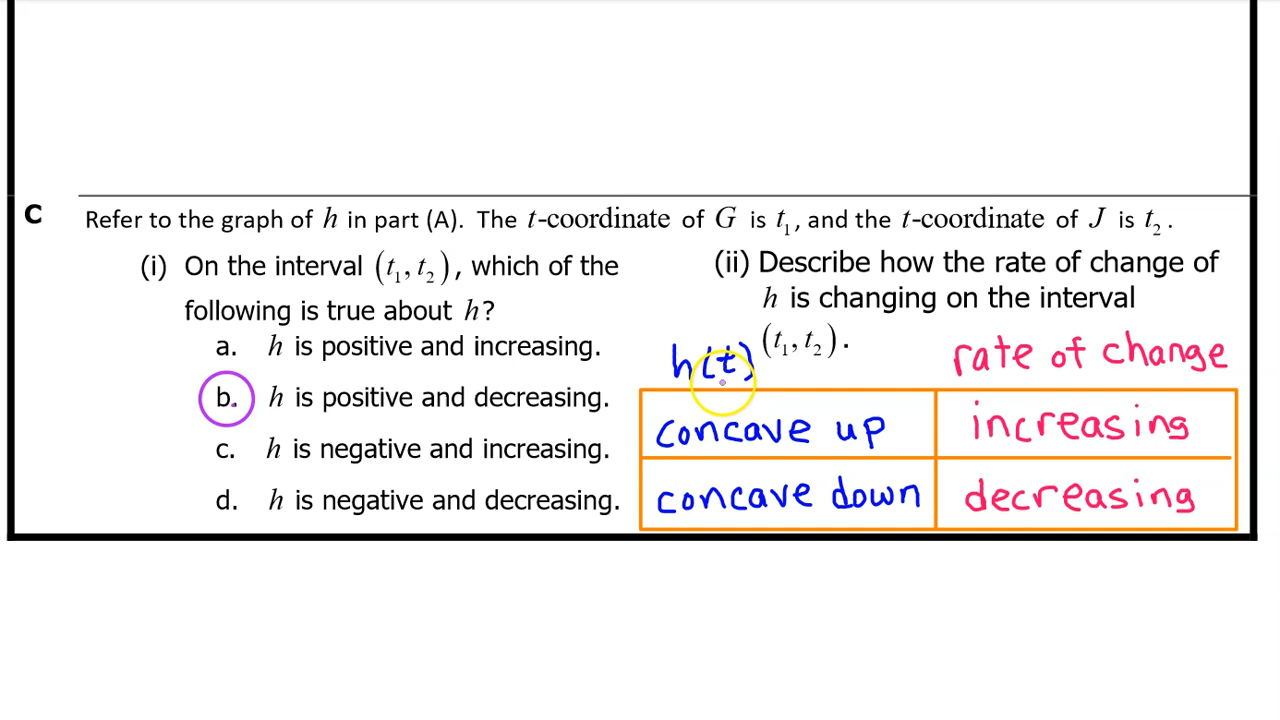 C Refer to the graph of h in part (A). The t-coordinate of G is t₁, and the t-coordinate of J is t₂.
(i) On the interval (t₁, t₂), which of the
following is true about h?
a. h is positive and increasing.
b. h is positive and decreasing.
c. h is negative and increasing.
d. h is negative and decreasing.
(ii) Describe how the rate of change of
h is changing on the interval
(t₁, t₂).
h(t) rate of change
concave up increasing
concave down decreasing